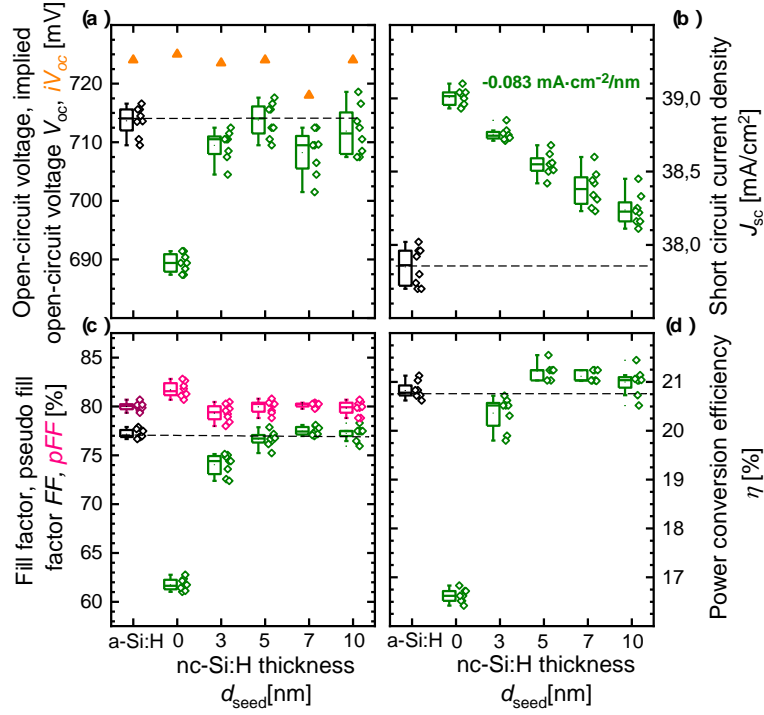 (a)
Open-circuit voltage, implied
open-circuit voltage Voc, iVoc [mV]
720
710
700
690
(b)
-0.083 mA·cm⁻²/nm
39,0
38,5
38,0
Short circuit current density
Jsc [mA/cm²]
(c)
Fill factor, pseudo fill
factor FF, pFF [%]
85
80
75
70
65
60
a-Si:H 0 3 5 7 10
nc-Si:H thickness
dseed[nm]
(d)
21
20
19
18
17
16
Power conversion efficiency
η [%]
a-Si:H 0 3 5 7 10
nc-Si:H thickness
dseed[nm]